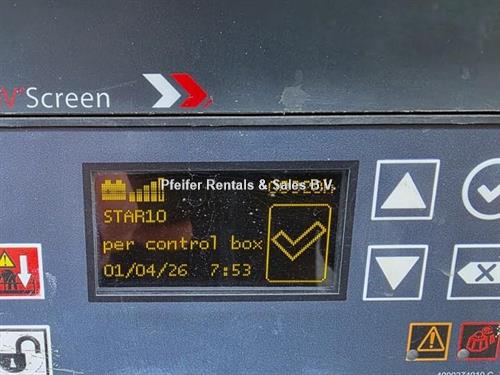 V"Screen
Pfeifer Rentals & Sales B.V.
STAR10
per control box
01/04/26 7:53